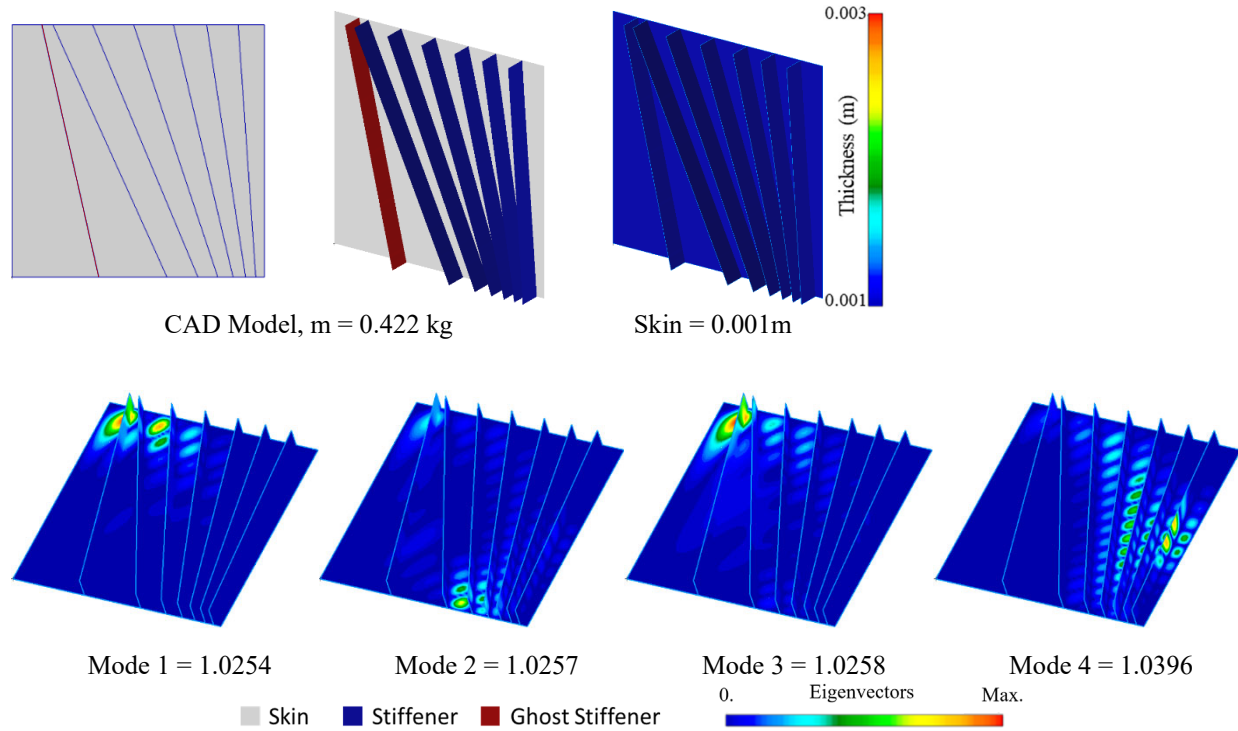 0.003
Thickness (m)
0.001
CAD Model, m = 0.422 kg
Skin = 0.001m
Mode 1 = 1.0254
Mode 2 = 1.0257
Mode 3 = 1.0258
Mode 4 = 1.0396
Skin
Stiffener
Ghost Stiffener
0.
Eigenvectors
Max.